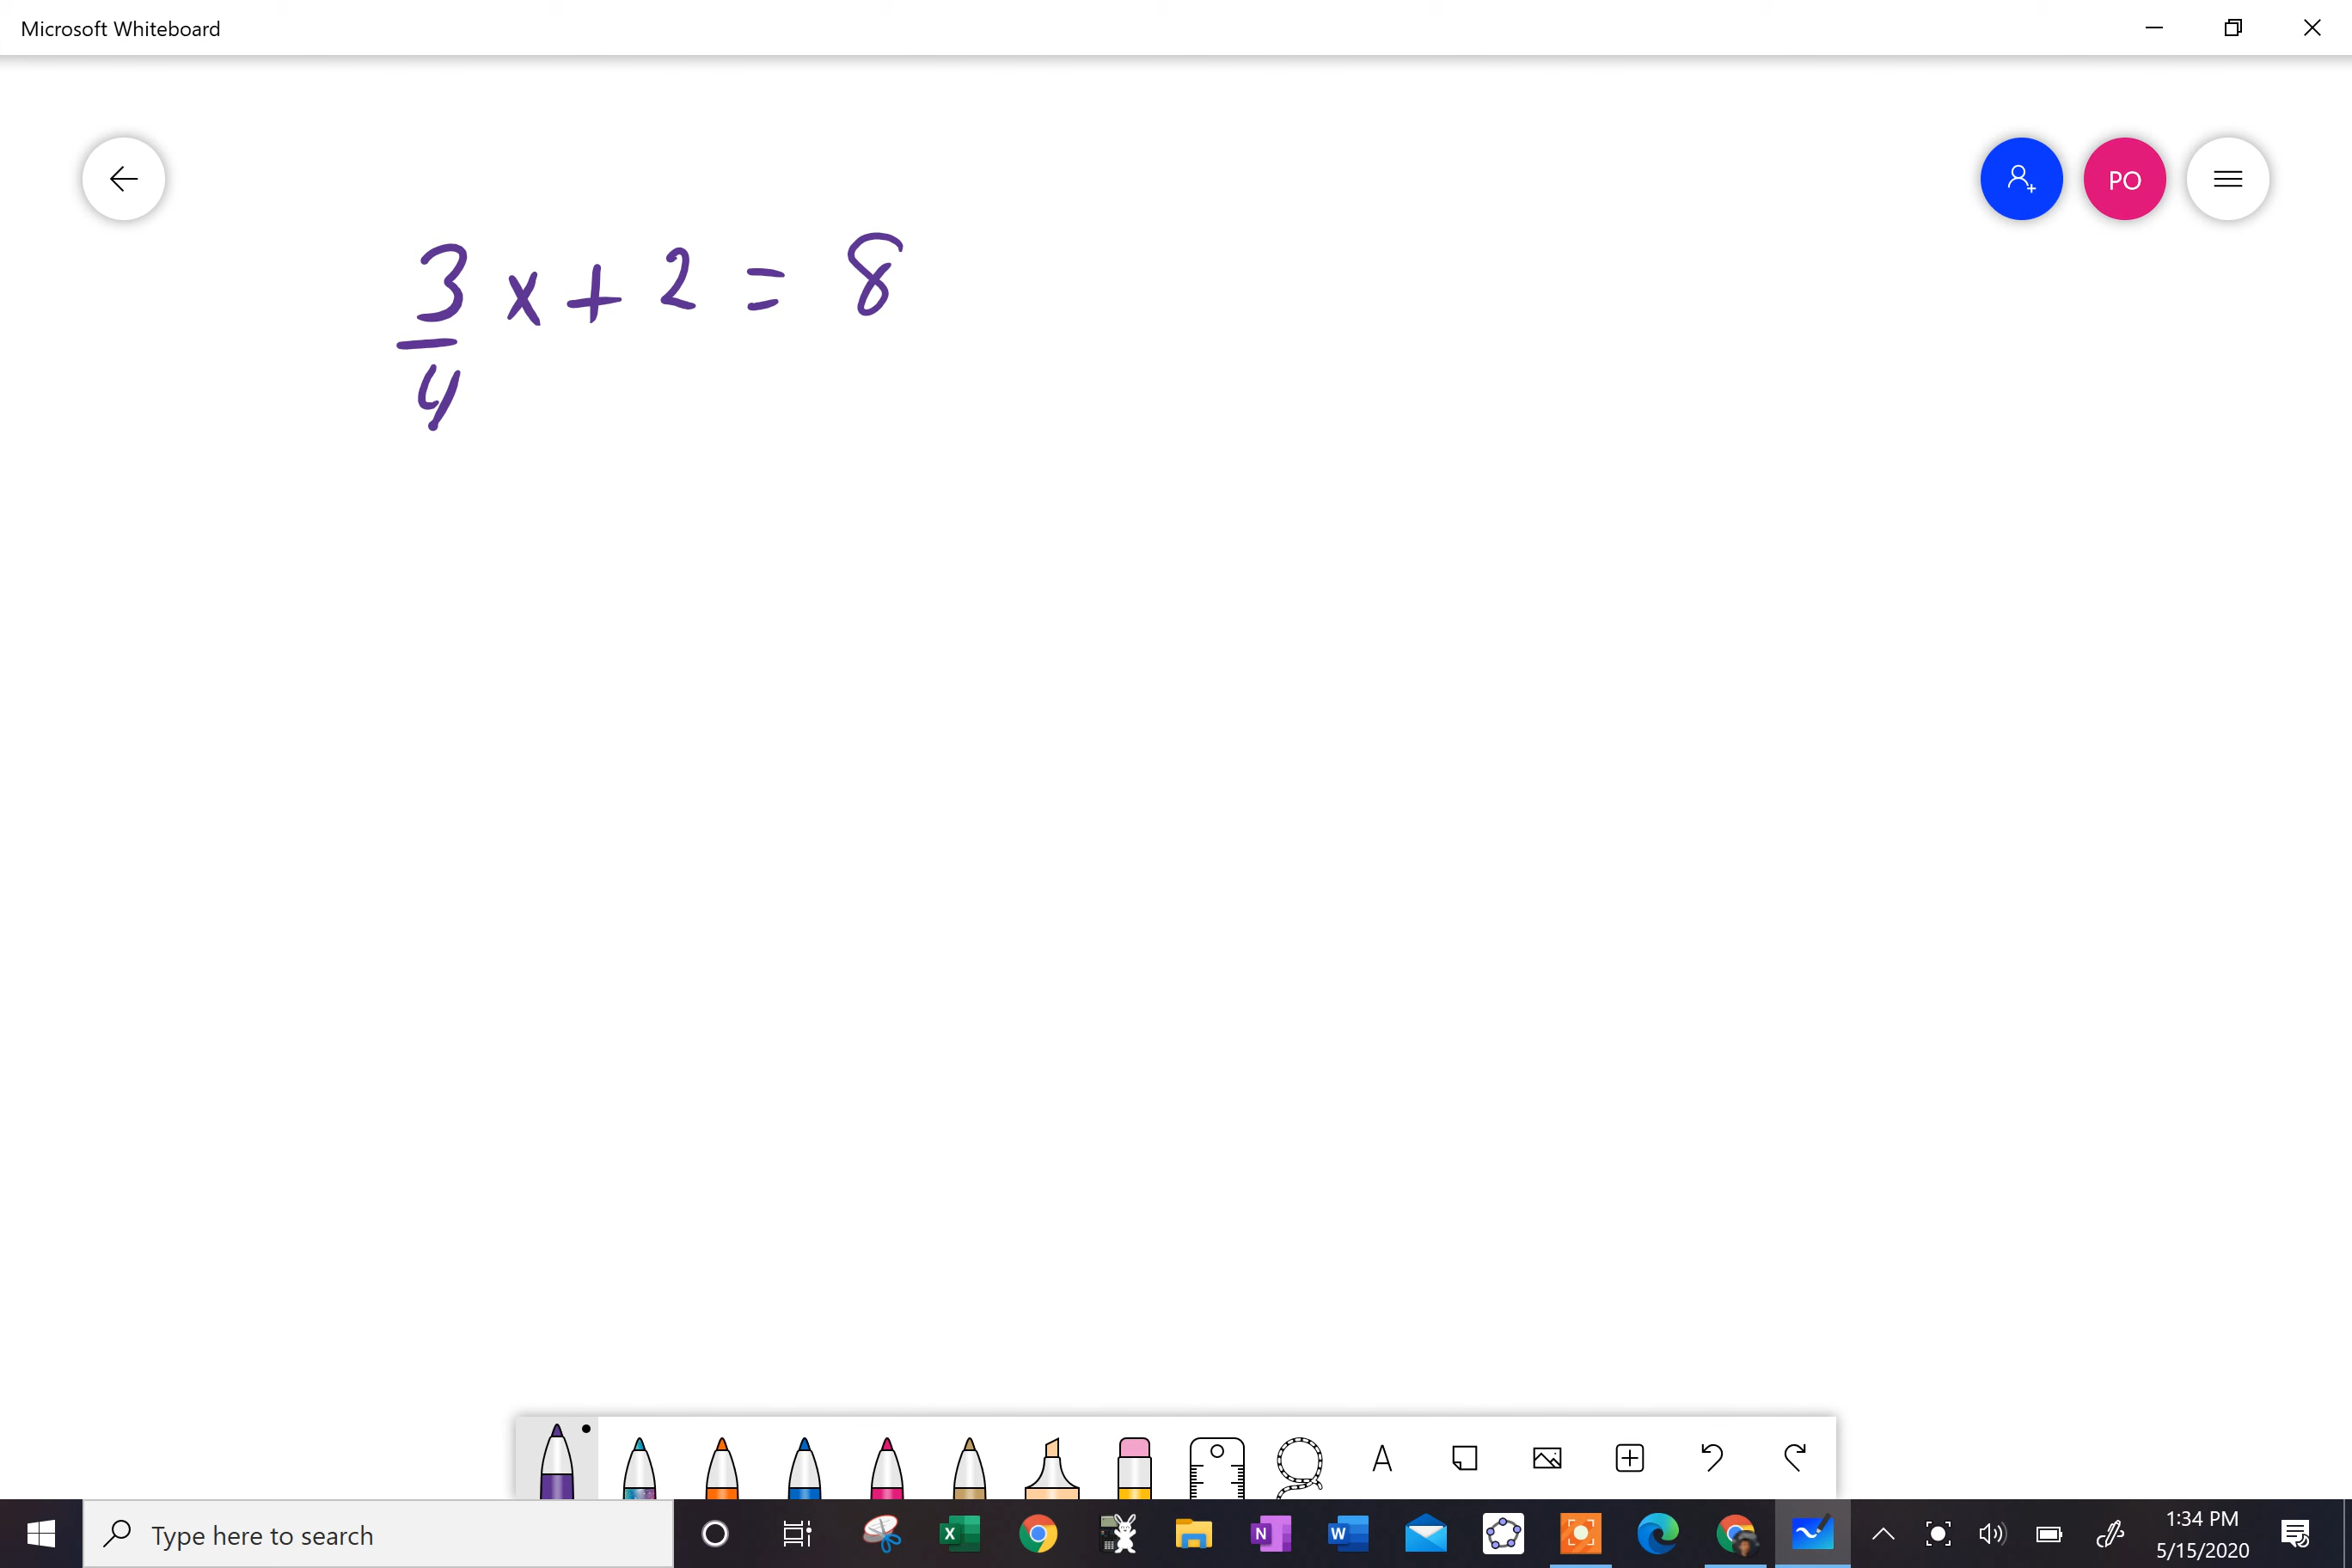 Microsoft Whiteboard
PO
3/4 x + 2 = 8
A
Type here to search
X
N
W
1:34 PM
5/15/2020